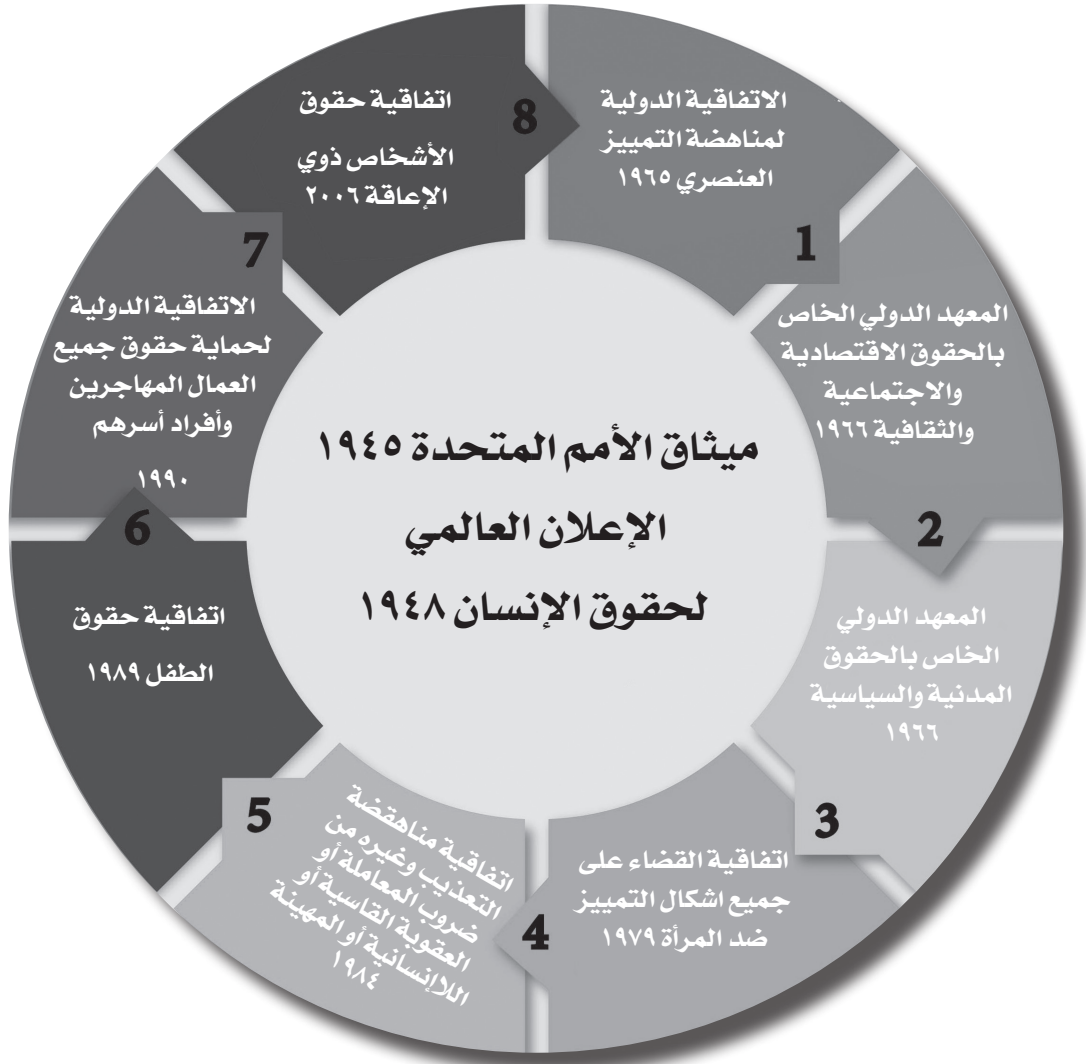 ميثاق الأمم المتحدة ١٩٤٥
الإعلان العالمي
لحقوق الإنسان ١٩٤٨
الاتفاقية الدولية
لمناهضة التمييز
العنصري ١٩٦٥
1
المعهد الدولي الخاص
بالحقوق الاقتصادية
والاجتماعية
والثقافية ١٩٦٦
2
المعهد الدولي
الخاص بالحقوق
المدنية والسياسية
١٩٦٦
3
اتفاقية القضاء على
جميع اشكال التمييز
ضد المرأة ١٩٧٩
4
اتفاقية مناهقضة
التعذيب وغيره من
ضروب المعاملة أو
العقوبة القاسية أو
اللاإنسانية أو المهينة
١٩٨٤
5
اتفاقية حقوق
الطفل ١٩٨٩
6
الاتفاقية الدولية
لحماية حقوق جميع
العمال المهاجرين
وأفراد أسرهم
١٩٩٠
7
اتفاقية حقوق
الأشخاص ذوي
الإعاقة ٢٠٠٦
8